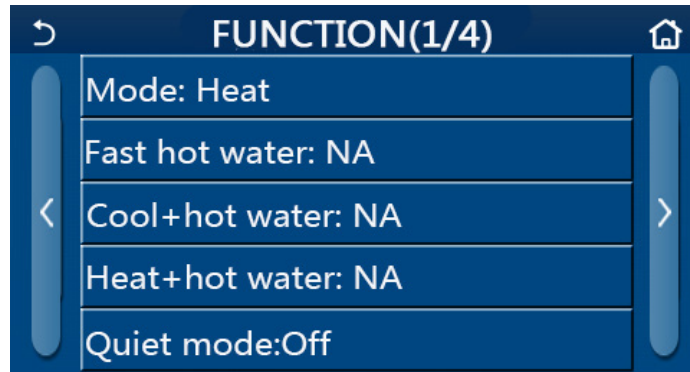 FUNCTION(1/4)
Mode: Heat
Fast hot water: NA
Cool+hot water: NA
Heat+hot water: NA
Quiet mode:Off